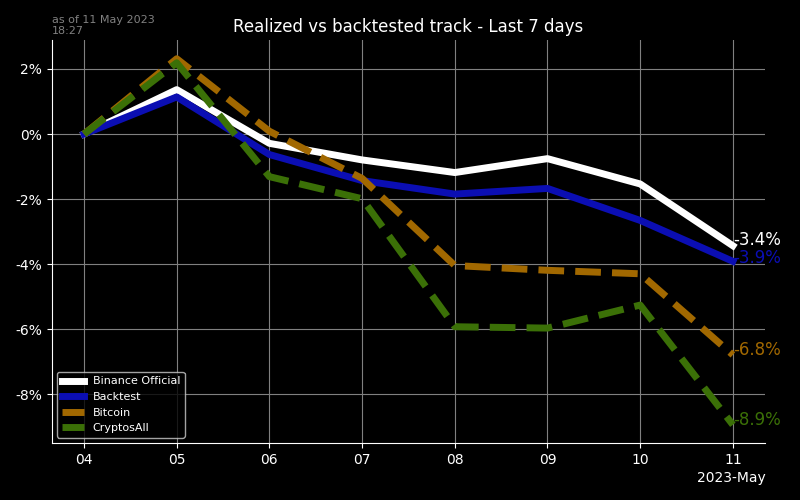 as of 11 May 2023
18:27
Realized vs backtested track - Last 7 days
2%
0%
-2%
-4%
-6%
-8%
-3.4%
-3.9%
-6.8%
-8.9%
Binance Official
Backtest
Bitcoin
CryptosAll
04 05 06 07 08 09 10 11
2023-May